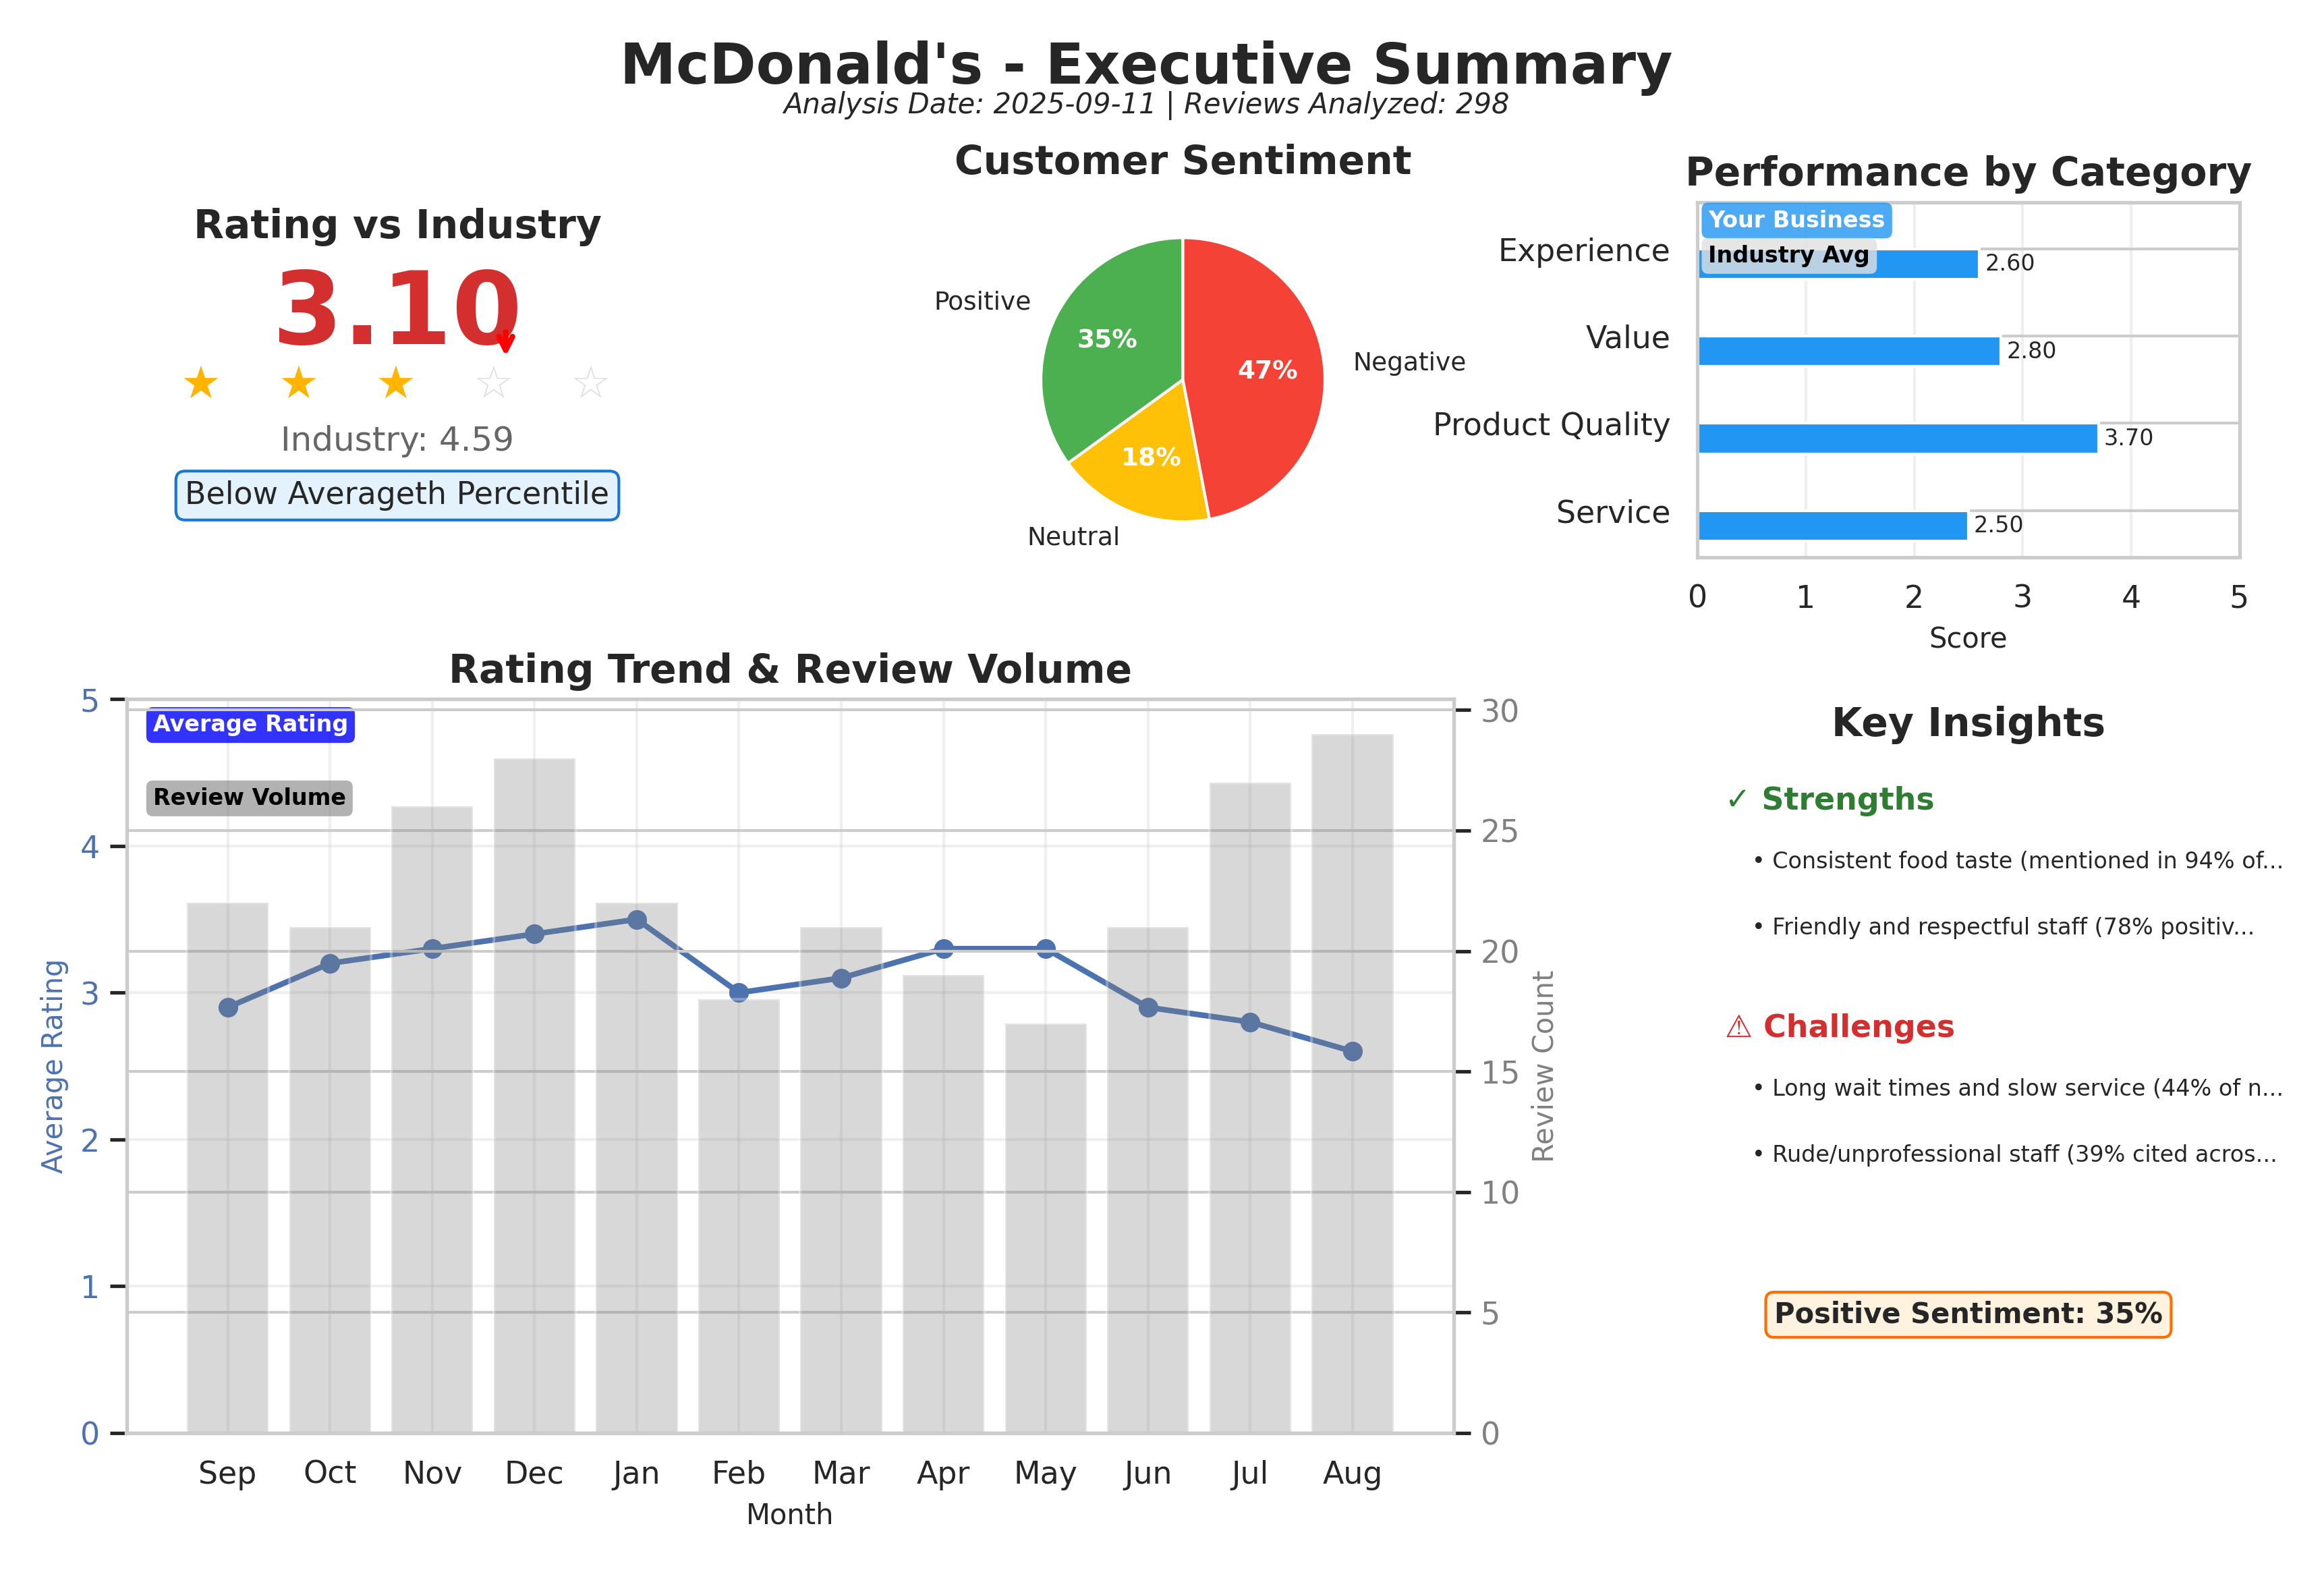 McDonald's - Executive Summary
Analysis Date: 2025-09-11 | Reviews Analyzed: 298
Rating vs Industry
3.10
★ ★ ★ ☆ ☆
Industry: 4.59
Below Averageth Percentile
Customer Sentiment
Positive
35%
47%
Negative
18%
Neutral
Performance by Category
Your Business
Industry Avg
Experience
2.60
Value
2.80
Product Quality
3.70
Service
2.50
0 1 2 3 4 5
Score
Rating Trend & Review Volume
Average Rating
Review Volume
5
4
3
2
1
0
Average Rating
30
25
20
15
10
5
0
Review Count
Sep Oct Nov Dec Jan Feb Mar Apr May Jun Jul Aug
Month
Key Insights
✓ Strengths
• Consistent food taste (mentioned in 94% of...
• Friendly and respectful staff (78% positiv...
⚠ Challenges
• Long wait times and slow service (44% of n...
• Rude/unprofessional staff (39% cited acros...
Positive Sentiment: 35%